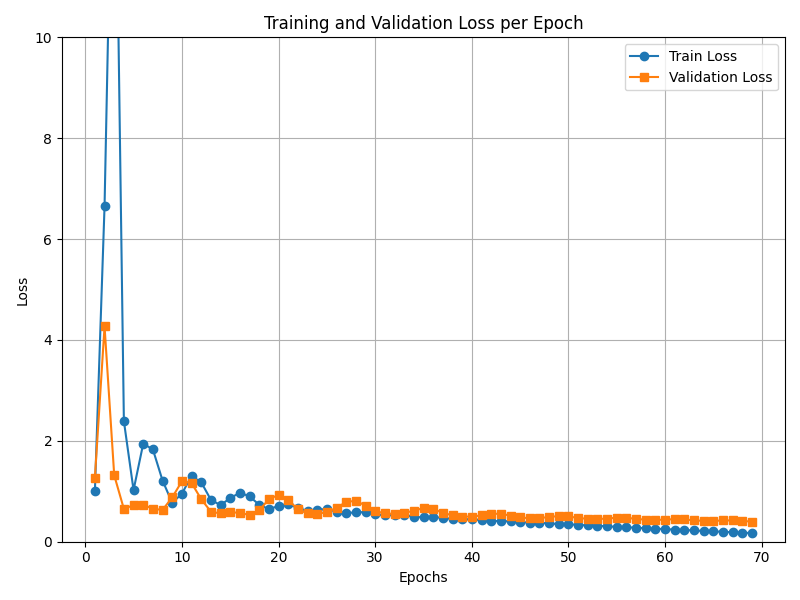 Training and Validation Loss per Epoch
Train Loss
Validation Loss
10
8
6
4
2
0
Loss
0 10 20 30 40 50 60 70
Epochs